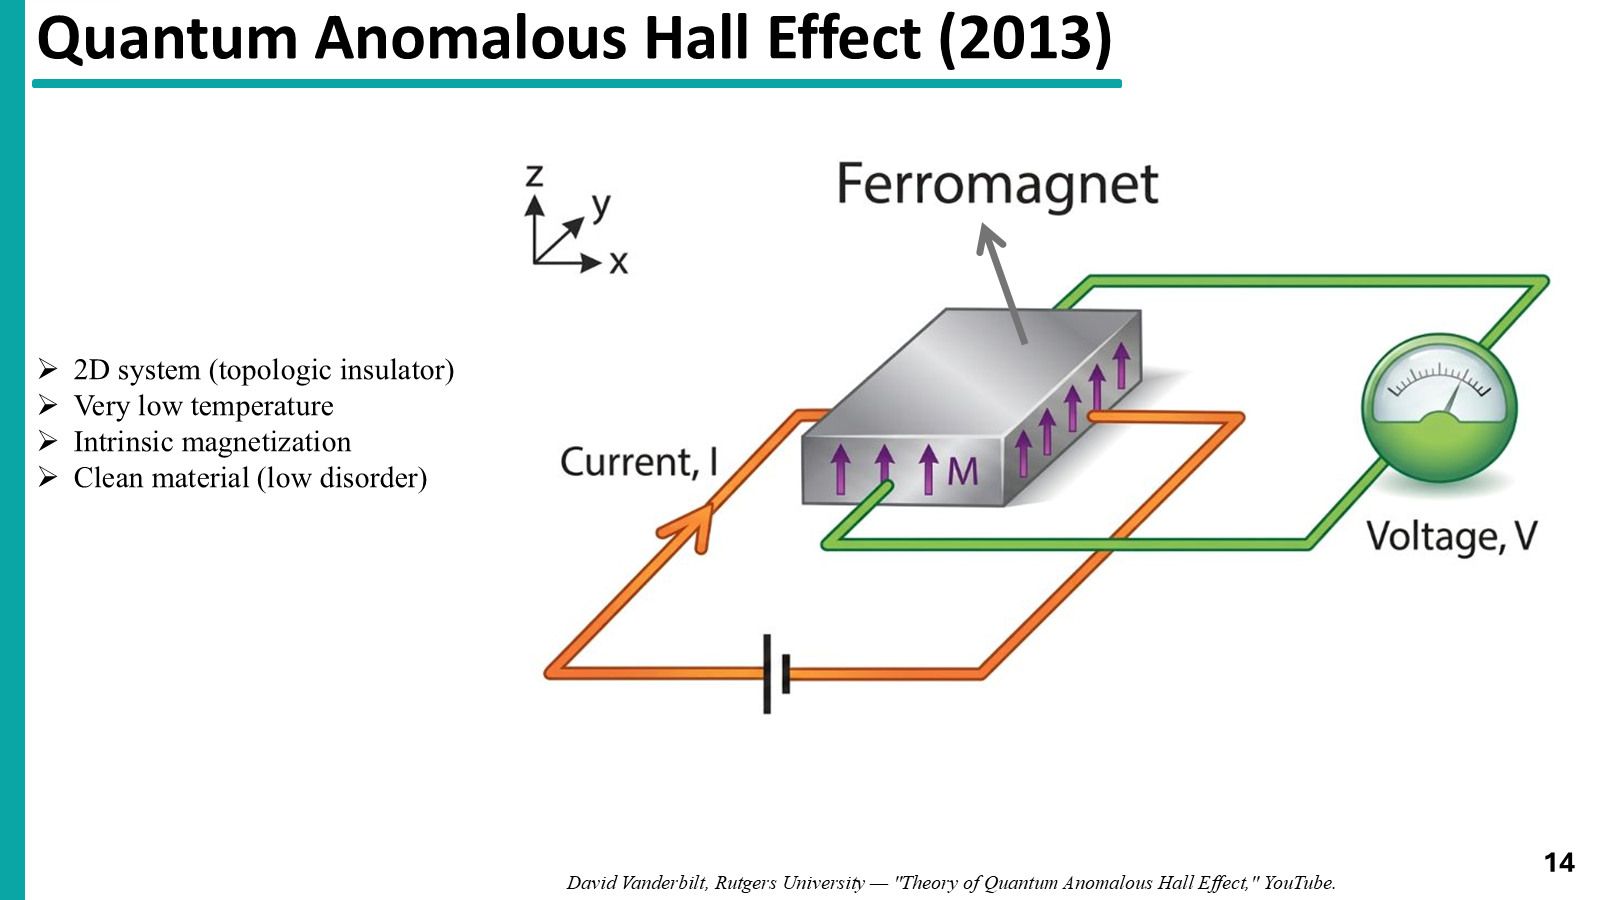 Quantum Anomalous Hall Effect (2013)
z
y
x
Ferromagnet
➢ 2D system (topologic insulator)
➢ Very low temperature
➢ Intrinsic magnetization
➢ Clean material (low disorder)
Current, I
M
Voltage, V
14
David Vanderbilt, Rutgers University — "Theory of Quantum Anomalous Hall Effect," YouTube.